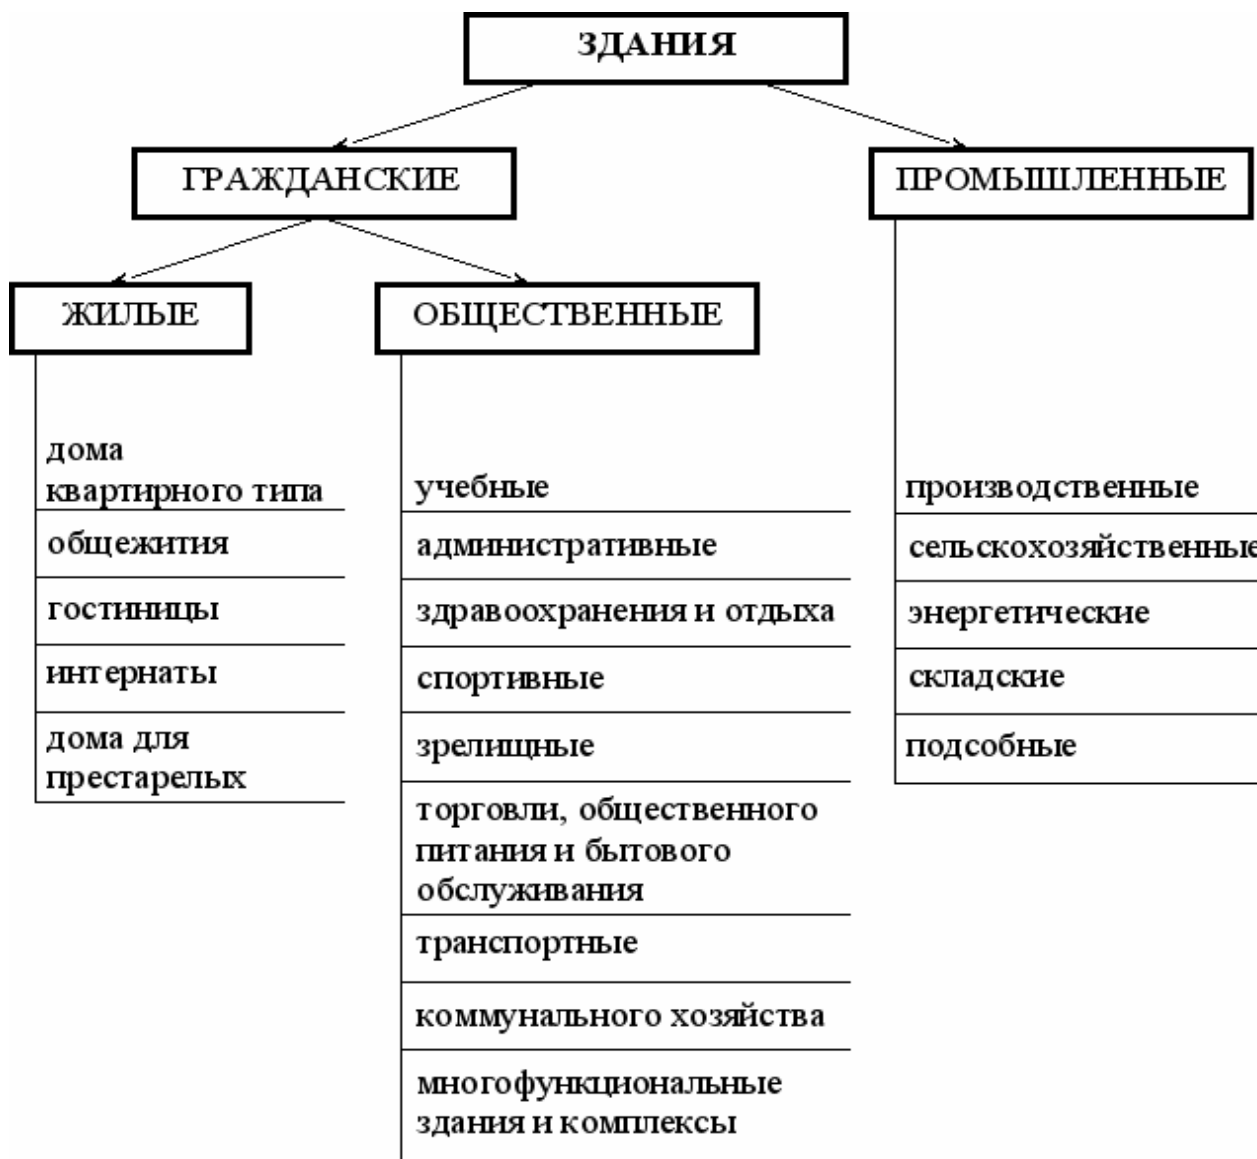 ЗДАНИЯ
ГРАЖДАНСКИЕ
ПРОМЫШЛЕННЫЕ
ЖИЛЫЕ
ОБЩЕСТВЕННЫЕ
дома
квартирного типа
общежития
гостиницы
интернаты
дома для
престарелых
учебные
административные
здравоохранения и отдыха
спортивные
зрелищные
торговли, общественного
питания и бытового
обслуживания
транспортные
коммунального хозяйства
многофункциональные
здания и комплексы
производственные
сельскохозяйственные
энергетические
складские
подсобные